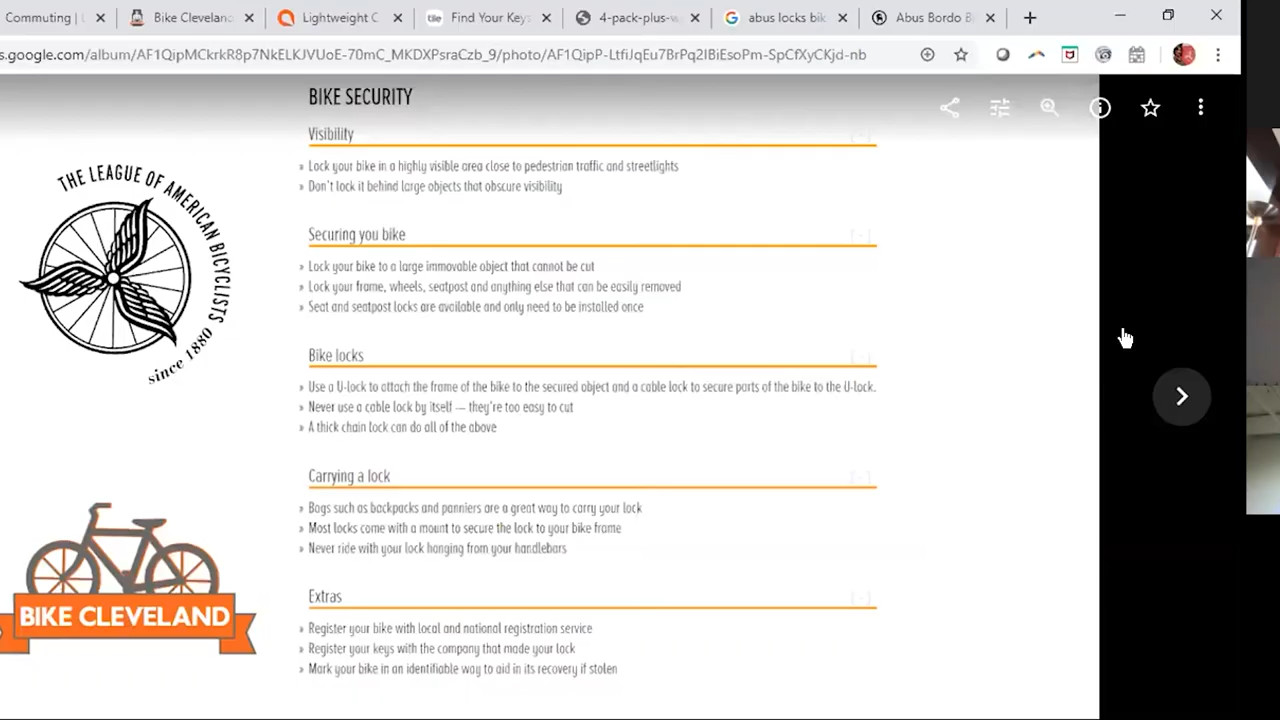 Commuting | L
Bike Clevelan
Lightweight C
Find Your Key
4-pack-plus-w
abus locks bik
Abus Bordo B
s.google.com/album/AF1QipMCkrkR8p7NkELKJVUoE-70mC_MKDXPsraCzb_9/photo/AF1QipP-LtfiJqEu7BrPq2IBiEsoPm-SpCfXyCKjd-nb
BIKE SECURITY
Visibility
» Lock your bike in a highly visible area close to pedestrian traffic and streetlights
» Don't lock it behind large objects that obscure visibility
Securing you bike
» Lock your bike to a large immovable object that cannot be cut
» Lock your frame, wheels, seatpost and anything else that can be easily removed
» Seat and seatpost locks are available and only need to be installed once
Bike locks
» Use a U-lock to attach the frame of the bike to the secured object and a cable lock to secure parts of the bike to the U-lock.
» Never use a cable lock by itself — they're too easy to cut
» A thick chain lock can do all of the above
Carrying a lock
» Bags such as backpacks and panniers are a great way to carry your lock
» Most locks come with a mount to secure the lock to your bike frame
» Never ride with your lock hanging from your handlebars
Extras
» Register your bike with local and national registration service
» Register your keys with the company that made your lock
» Mark your bike in an identifiable way to aid in its recovery if stolen
THE LEAGUE OF AMERICAN BICYCLISTS
since 1880
BIKE CLEVELAND